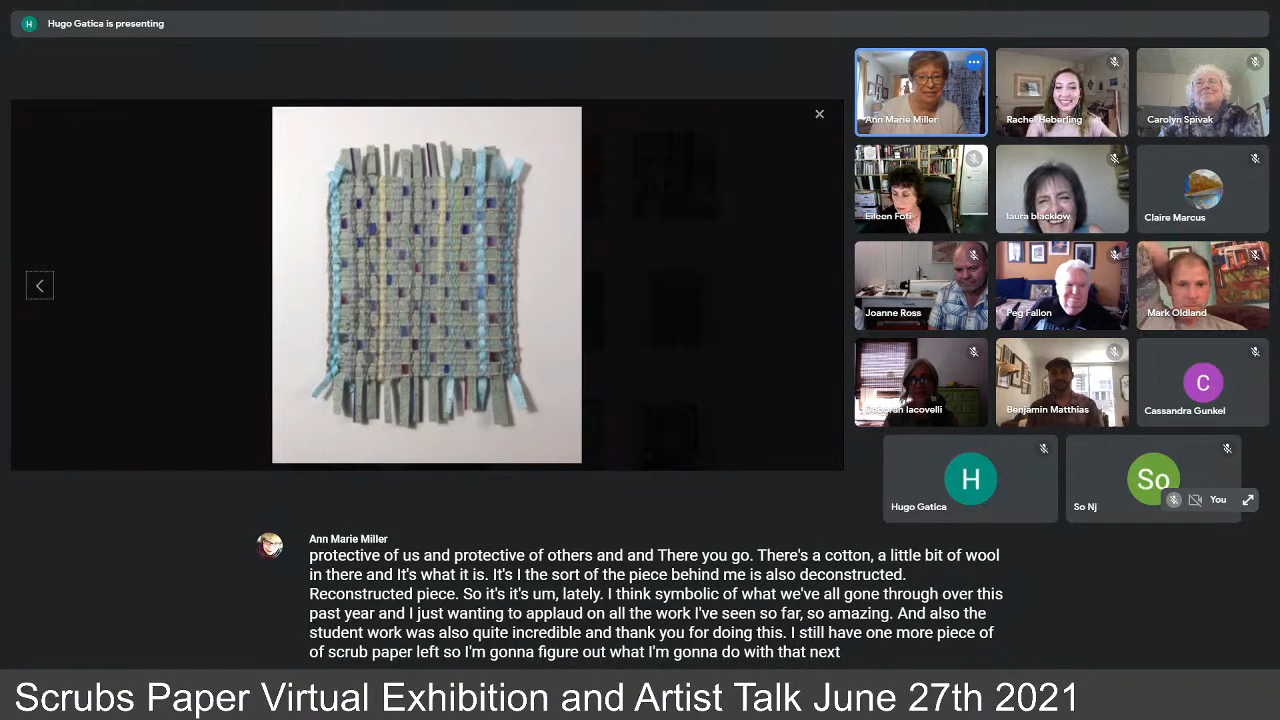 H Hugo Gatica is presenting
Ann Marie Miller
Rachel Heberling
Carolyn Spivak
Eileen Foti
laura blacklow
Claire Marcus
Joanne Ross
Peg Fallon
Mark Oldland
Deborah Iacovelli
Benjamin Matthias
C
Cassandra Gunkel
H
Hugo Gatica
So
So Nj
You
Ann Marie Miller
protective of us and protective of others and and There you go. There's a cotton, a little bit of wool
in there and It's what it is. It's I the sort of the piece behind me is also deconstructed.
Reconstructed piece. So it's it's um, lately. I think symbolic of what we've all gone through over this
past year and I just wanting to applaud on all the work I've seen so far, so amazing. And also the
student work was also quite incredible and thank you for doing this. I still have one more piece of
of scrub paper left so I'm gonna figure out what I'm gonna do with that next
Scrubs Paper Virtual Exhibition and Artist Talk June 27th 2021